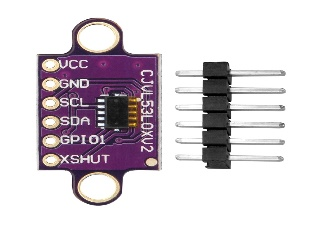 VCC
GND
SCL
SDA
GPIO1
XSHUT
CJVL53L0XV2